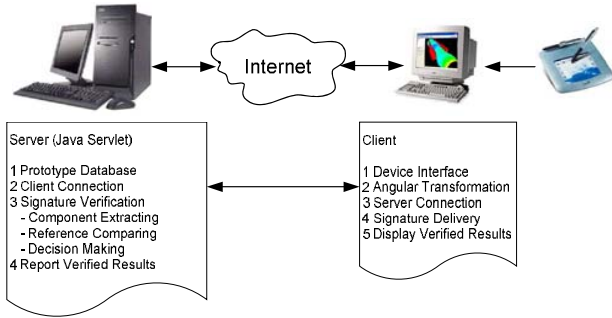 Internet
Server (Java Servlet)
1 Prototype Database
2 Client Connection
3 Signature Verification
- Component Extracting
- Reference Comparing
- Decision Making
4 Report Verified Results
Client
1 Device Interface
2 Angular Transformation
3 Server Connection
4 Signature Delivery
5 Display Verified Results